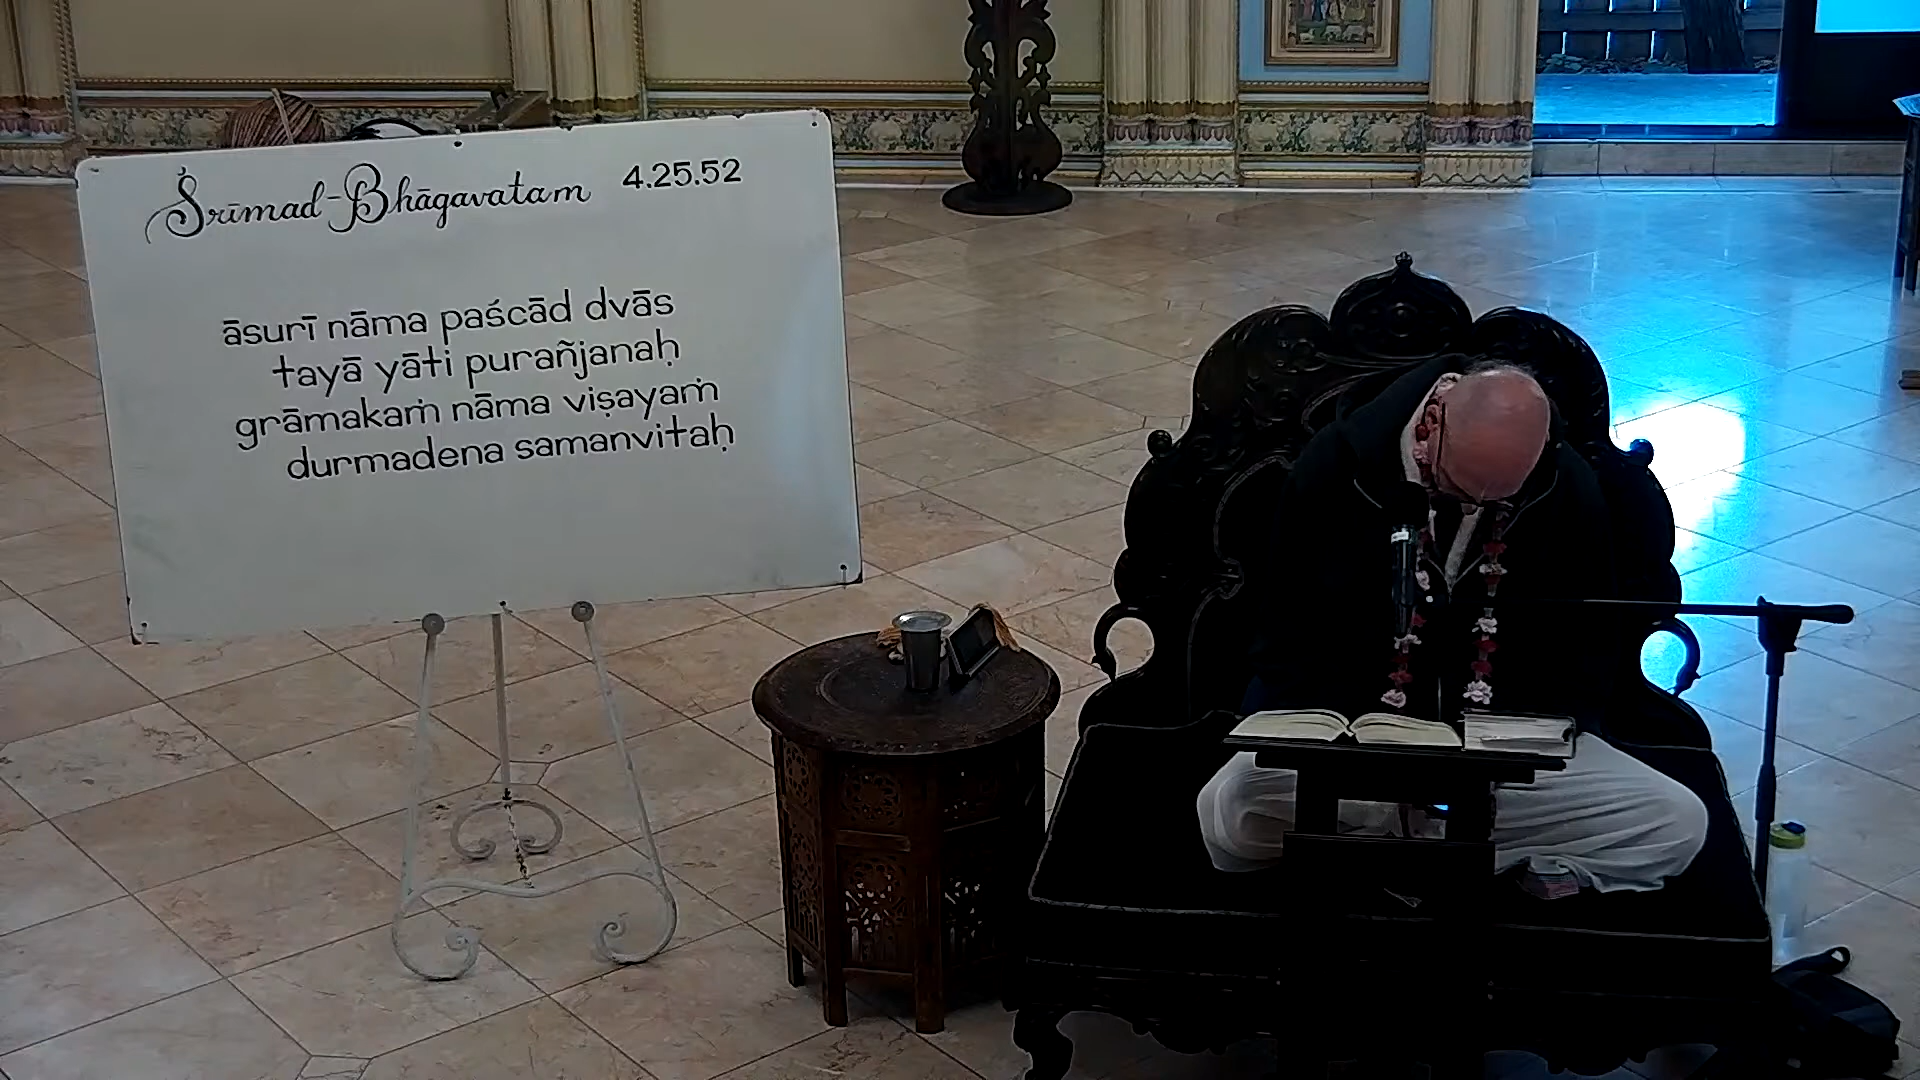 Śrīmad-Bhāgavatam 4.25.52
āsurī nāma paścād dvās
tayā yāti purañjanaḥ
grāmakaṁ nāma viṣayaṁ
durmadena samanvitaḥ